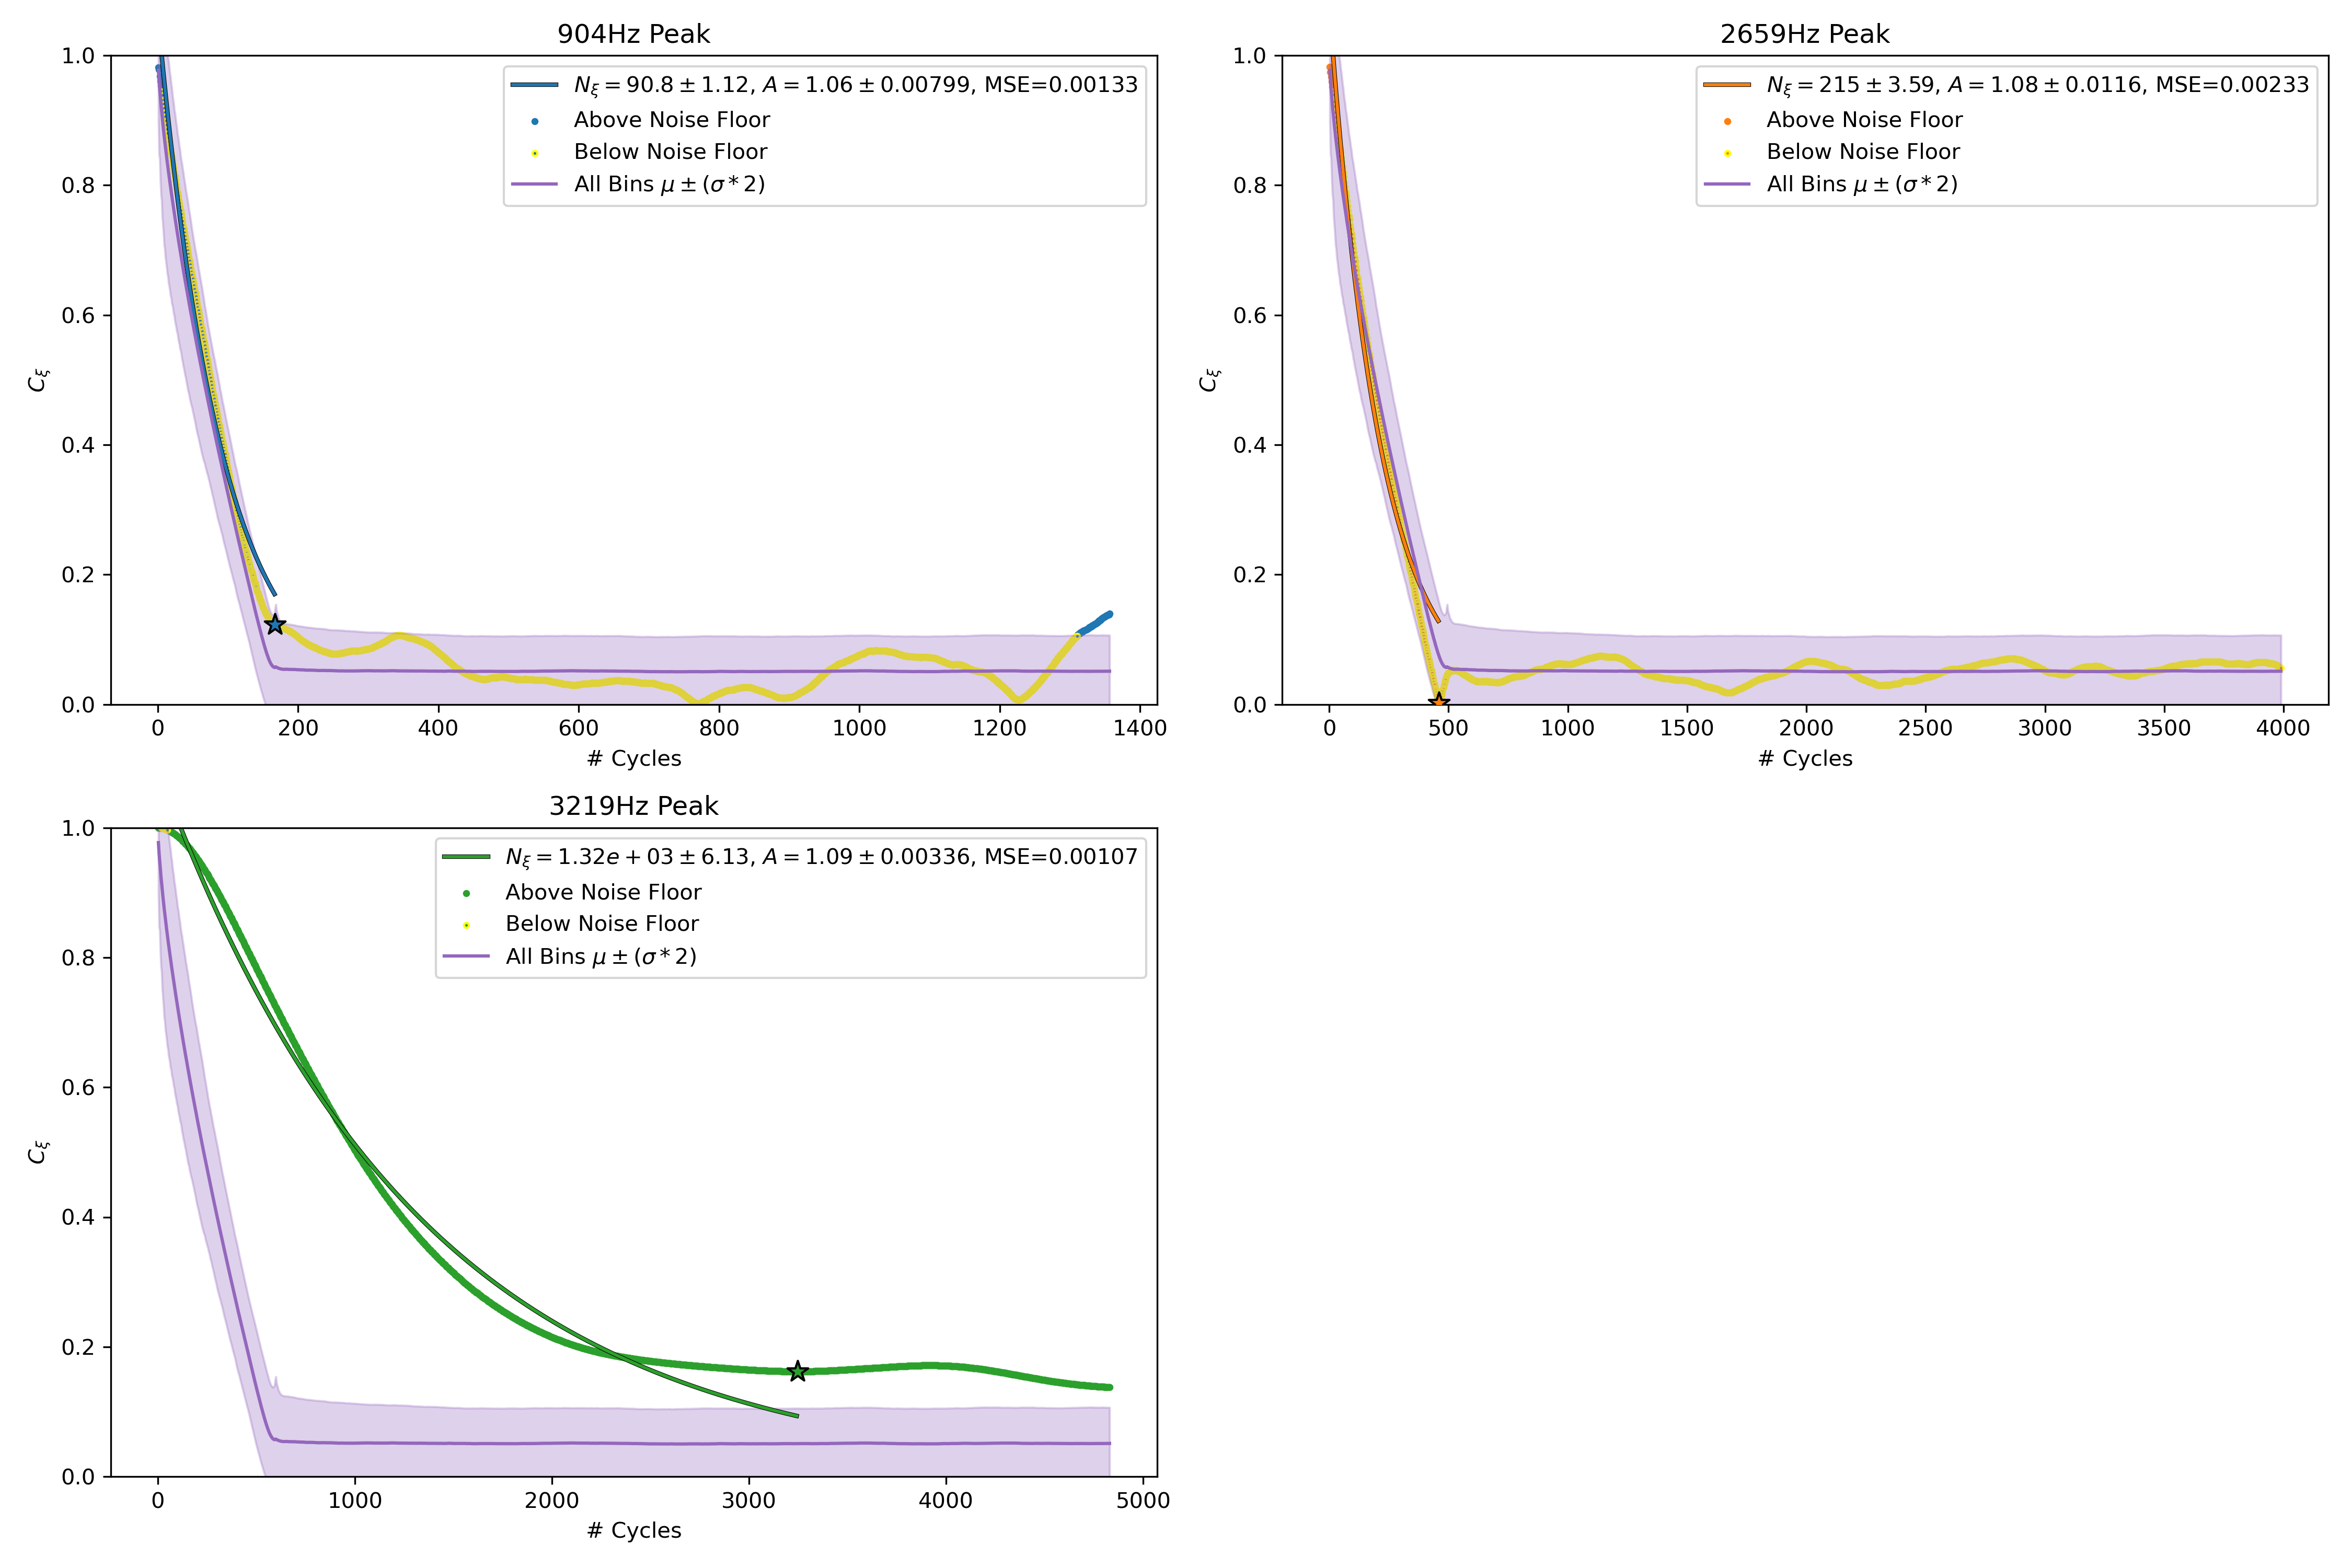 904Hz Peak
1.0
0.8
0.6
0.4
0.2
0.0
C_ξ
N_ξ = 90.8 ± 1.12, A = 1.06 ± 0.00799, MSE=0.00133
Above Noise Floor
Below Noise Floor
All Bins μ ± (σ * 2)
0 200 400 600 800 1000 1200 1400
# Cycles
2659Hz Peak
1.0
0.8
0.6
0.4
0.2
0.0
C_ξ
N_ξ = 215 ± 3.59, A = 1.08 ± 0.0116, MSE=0.00233
Above Noise Floor
Below Noise Floor
All Bins μ ± (σ * 2)
0 500 1000 1500 2000 2500 3000 3500 4000
# Cycles
3219Hz Peak
1.0
0.8
0.6
0.4
0.2
0.0
C_ξ
N_ξ = 1.32e + 03 ± 6.13, A = 1.09 ± 0.00336, MSE=0.00107
Above Noise Floor
Below Noise Floor
All Bins μ ± (σ * 2)
0 1000 2000 3000 4000 5000
# Cycles